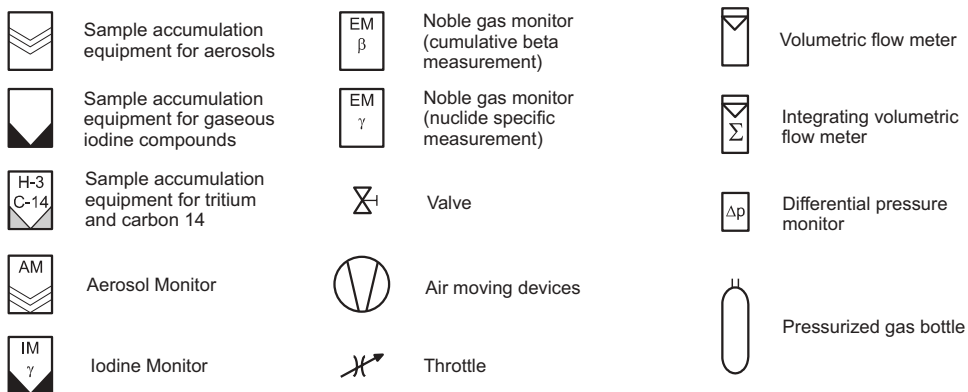 Sample accumulation
equipment for aerosols
Sample accumulation
equipment for gaseous
iodine compounds
H-3
C-14
Sample accumulation
equipment for tritium
and carbon 14
AM
Aerosol Monitor
IM
γ
Iodine Monitor
EM
β
Noble gas monitor
(cumulative beta
measurement)
EM
γ
Noble gas monitor
(nuclide specific
measurement)
Valve
Air moving devices
Throttle
Volumetric flow meter
Σ
Integrating volumetric
flow meter
Δp
Differential pressure
monitor
Pressurized gas bottle